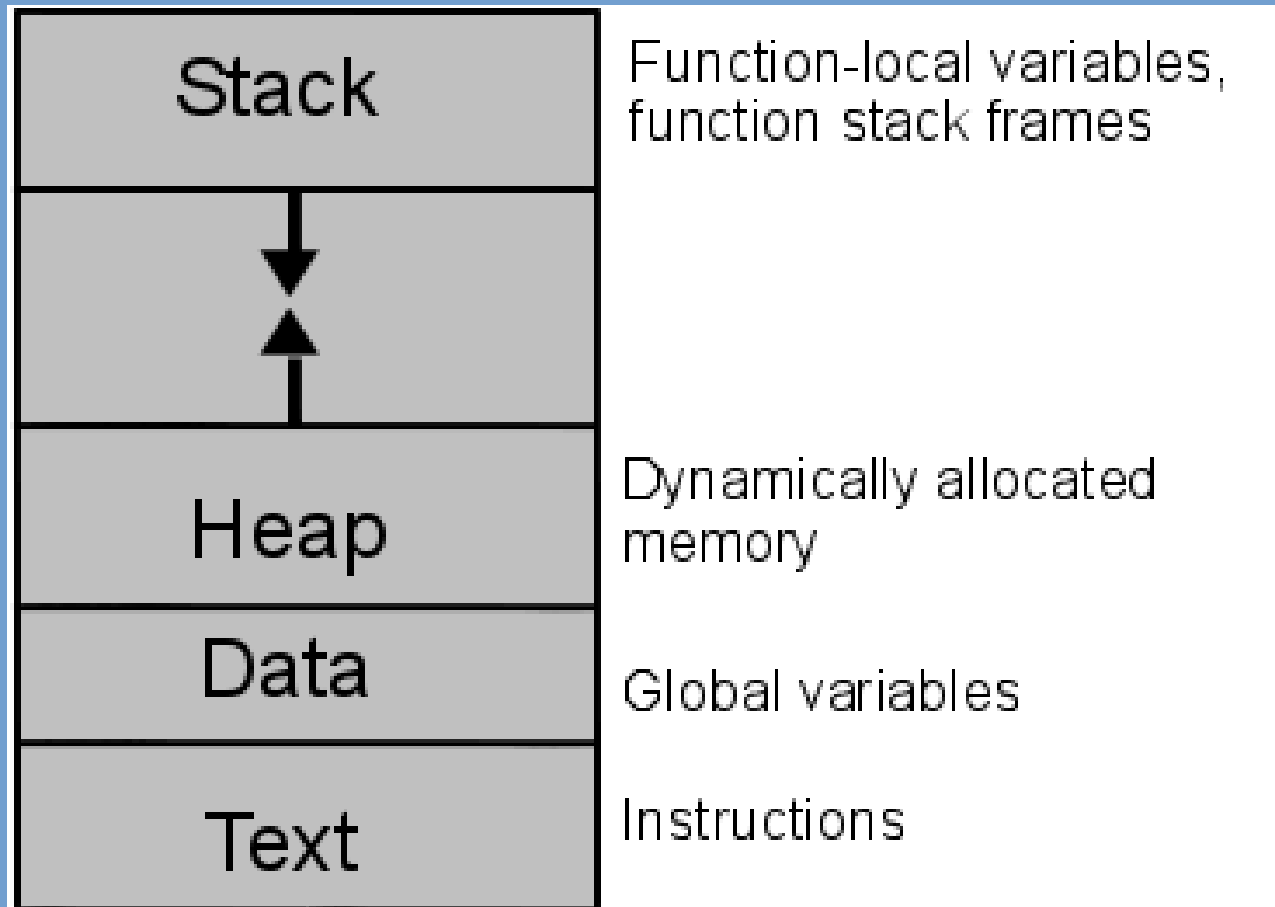 Stack
Function-local variables,
function stack frames
Heap
Dynamically allocated
memory
Data
Global variables
Text
Instructions